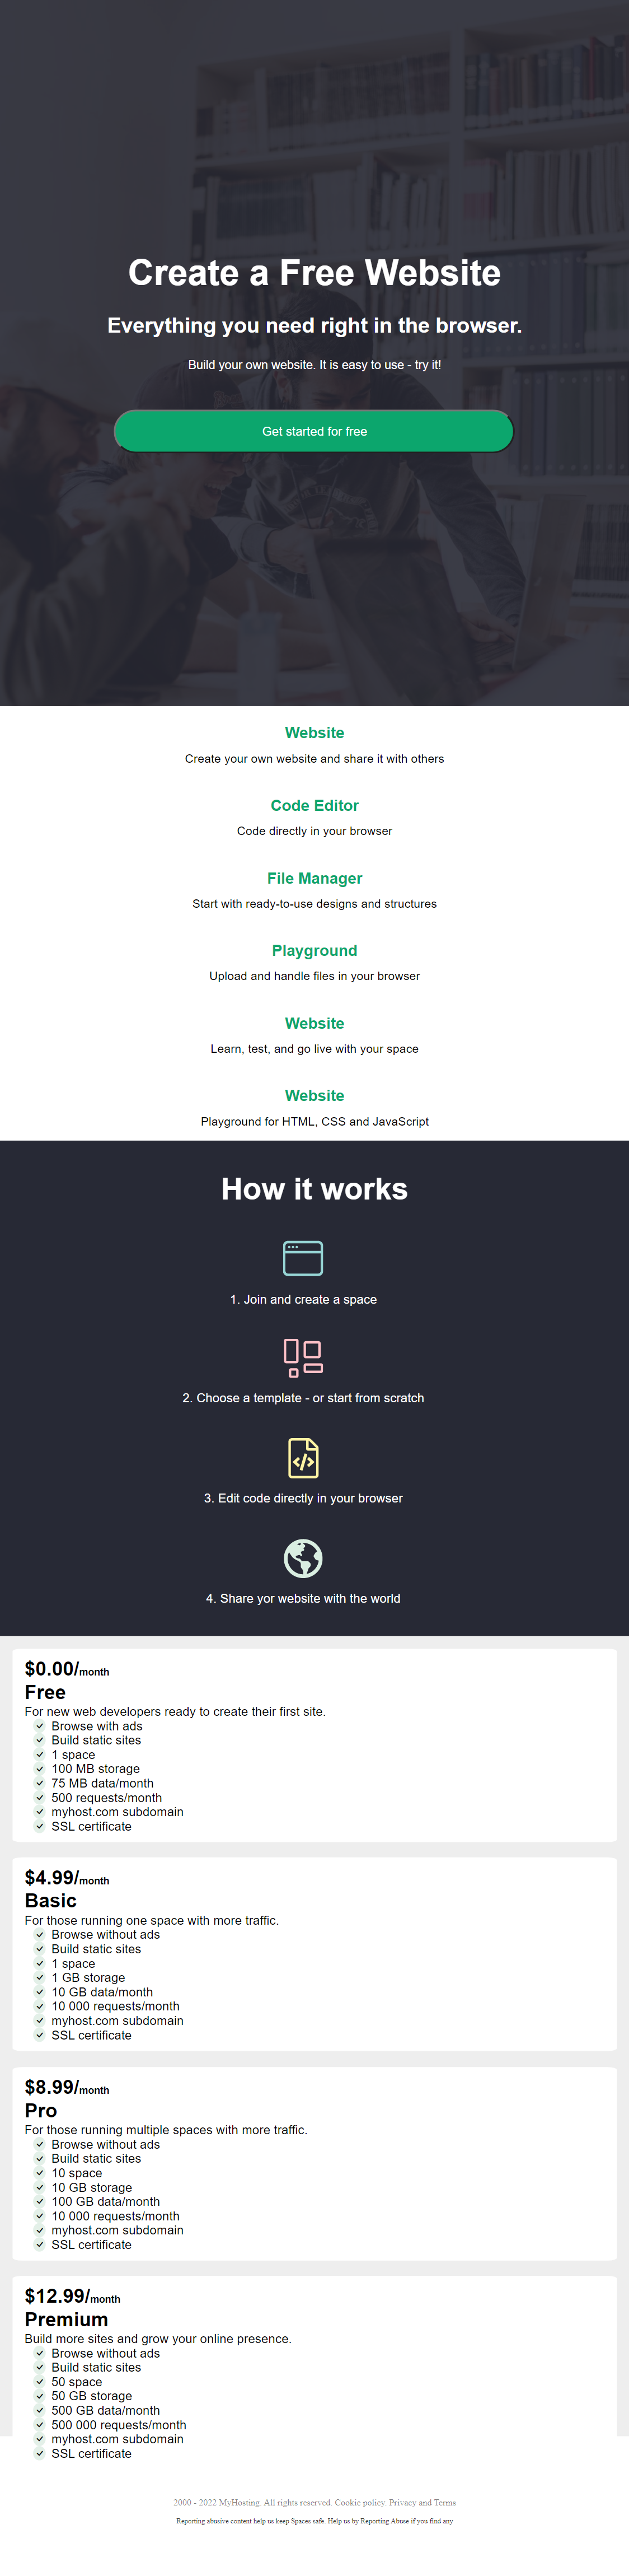 Create a Free Website
Everything you need right in the browser.
Build your own website. It is easy to use - try it!
Get started for free
Website
Create your own website and share it with others
Code Editor
Code directly in your browser
File Manager
Start with ready-to-use designs and structures
Playground
Upload and handle files in your browser
Website
Learn, test, and go live with your space
Website
Playground for HTML, CSS and JavaScript
How it works
1. Join and create a space
2. Choose a template - or start from scratch
3. Edit code directly in your browser
4. Share yor website with the world
$0.00/month
Free
For new web developers ready to create their first site.
Browse with ads
Build static sites
1 space
100 MB storage
75 MB data/month
500 requests/month
myhost.com subdomain
SSL certificate
$4.99/month
Basic
For those running one space with more traffic.
Browse without ads
Build static sites
1 space
1 GB storage
10 GB data/month
10 000 requests/month
myhost.com subdomain
SSL certificate
$8.99/month
Pro
For those running multiple spaces with more traffic.
Browse without ads
Build static sites
10 space
10 GB storage
100 GB data/month
10 000 requests/month
myhost.com subdomain
SSL certificate
$12.99/month
Premium
Build more sites and grow your online presence.
Browse without ads
Build static sites
50 space
50 GB storage
500 GB data/month
500 000 requests/month
myhost.com subdomain
SSL certificate
2000 - 2022 MyHosting. All rights reserved. Cookie policy. Privacy and Terms
Reporting abusive content help us keep Spaces safe. Help us by Reporting Abuse if you find any